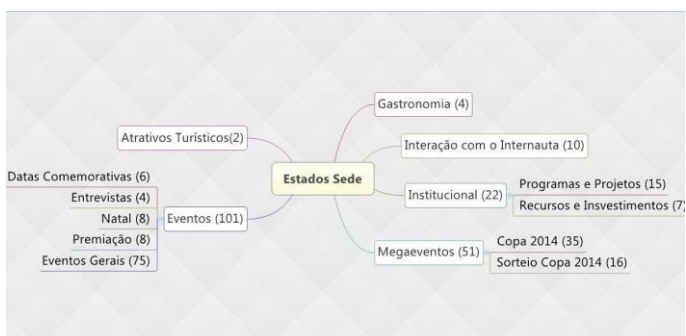 Gastronomia (4)
Atrativos Turísticos(2)
Interação com o Internauta (10)
Estados Sede
Datas Comemorativas (6)
Entrevistas (4)
Natal (8)
Premiação (8)
Eventos Gerais (75)
Eventos (101)
Institucional (22)
Programas e Projetos (15)
Recursos e Insvestimentos (7)
Megaeventos (51)
Copa 2014 (35)
Sorteio Copa 2014 (16)